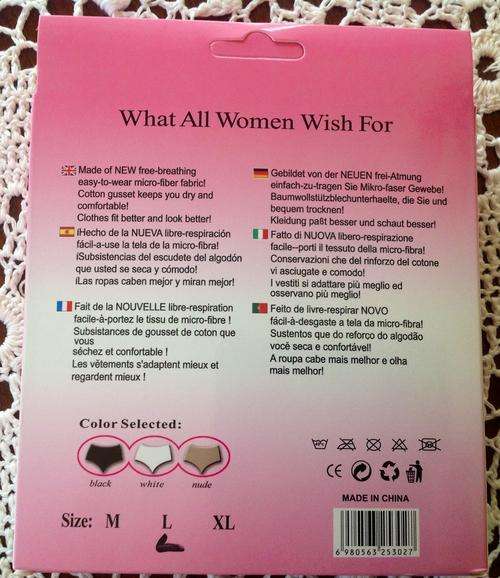 What All Women Wish For
Made of NEW free-breathing
easy-to-wear micro-fiber fabric!
Cotton gusset keeps you dry and
comfortable!
Clothes fit better and look better!
Gebildet von der NEUEN frei-Atmung
einfach-zu-tragen Sie Mikro-faser Gewebe!
Baumwollstützblechunterhaelte, die Sie und
bequem trocknen!
Kleidung paßt besser und schaut besser!
¡Hecho de la NUEVA libre-respiración
fácil-a-use la tela de la micro-fibra!
¡Subsistencias del escudete del algodón
que usted se seca y cómodo!
¡Las ropas caben mejor y miran mejor!
Fatto di NUOVA libero-respirazione
facile--porti il tessuto della micro-fibra!
Conservazioni che del rinforzo del cotone
vi asciugate e comodo!
I vestiti si adattare più meglio ed
osservano più meglio!
Fait de la NOUVELLE libre-respiration
facile-à-portez le tissu de micro-fibre !
Subsistances de gousset de coton que
vous
séchez et confortable !
Les vêtements s'adaptent mieux et
regardent mieux !
Feito de livre-respirar NOVO
fácil-à-desgaste a tela da micro-fibra!
Sustentos que do reforço do algodão
você seca e confortável!
A roupa cabe mais melhor e olha
mais melhor!
Color Selected:
black white nude
Size: M L XL
CE
MADE IN CHINA
6 980563 253027